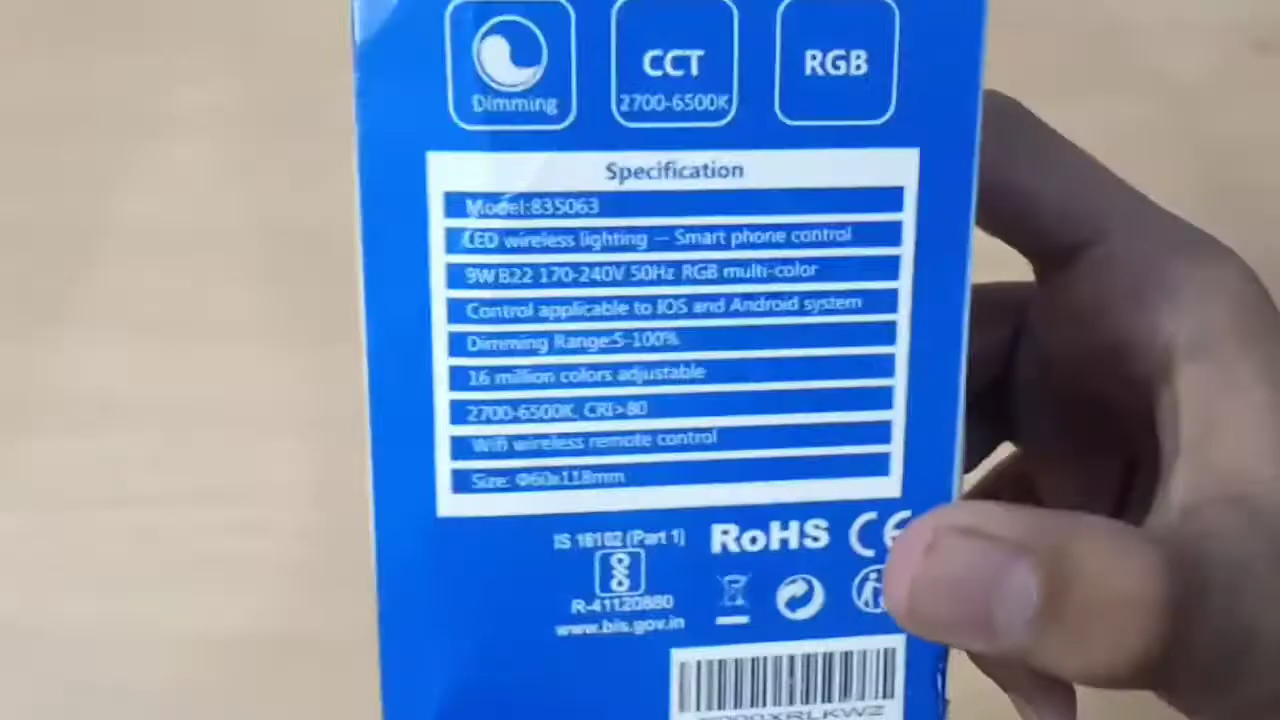 Dimming
CCT
2700-6500K
RGB
Specification
Model:835063
LED wireless lighting — Smart phone control
9W B22 170-240V 50Hz RGB multi-color
Control applicable to IOS and Android system
Dimming Range:5-100%
16 million colors adjustable
2700-6500K, CRI>80
Wifi wireless remote control
Size: Φ60x118mm
IS 16102 (Part 1)
RoHS CE
R-41120880
www.bis.gov.in